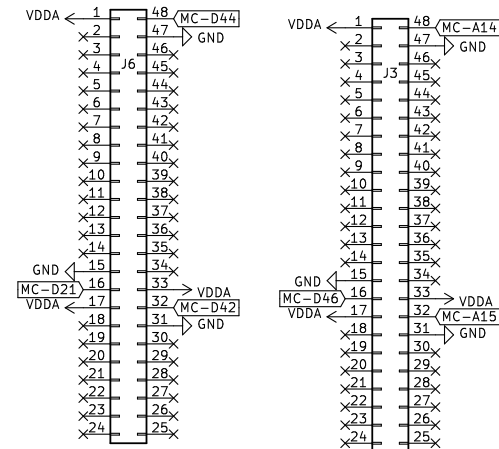 VDDA 1 48 MC-D44
2 47 GND
3 46
J6
4 45
5 44
6 43
7 42
8 41
9 40
10 39
11 38
12 37
13 36
14 35
GND 15 34
MC-D21 16 33 VDDA
VDDA 17 32 MC-D42
18 31 GND
19 30
20 29
21 28
22 27
23 26
24 25
VDDA 1 48 MC-A14
2 47 GND
3 46
J3
4 45
5 44
6 43
7 42
8 41
9 40
10 39
11 38
12 37
13 36
14 35
GND 15 34
MC-D46 16 33 VDDA
VDDA 17 32 MC-A15
18 31 GND
19 30
20 29
21 28
22 27
23 26
24 25